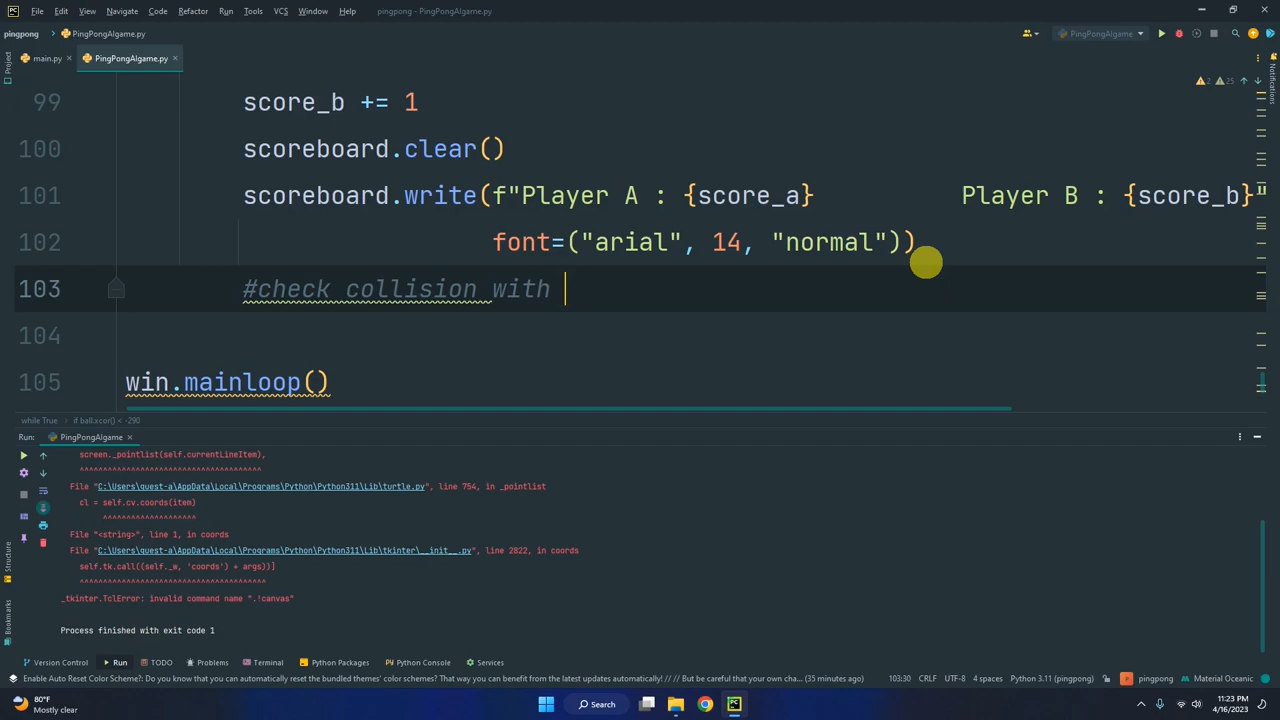 PC File Edit View Navigate Code Refactor Run Tools VCS Window Help pingpong - PingPongAIgame.py
pingpong PingPongAIgame.py PingPongAIgame
Project
main.py PingPongAIgame.py
Notifications
2 25
99 score_b += 1
100 scoreboard.clear()
101 scoreboard.write(f"Player A : {score_a} Player B : {score_b}"
102 font=("arial", 14, "normal"))
103 #check collision with
104
105 win.mainloop()
while True if ball.xcor() < -290
Run: PingPongAIgame
screen._pointlist(self.currentLineItem),
^^^^^^^^^^^^^^^^^^^^^^^^^^^^^^^^^^^^^^
File "C:\Users\quest-a\AppData\Local\Programs\Python\Python311\Lib\turtle.py", line 754, in _pointlist
cl = self.cv.coords(item)
^^^^^^^^^^^^^^^^^^^^
File "<string>", line 1, in coords
File "C:\Users\quest-a\AppData\Local\Programs\Python\Python311\Lib\tkinter\__init__.py", line 2822, in coords
self.tk.call((self._w, 'coords') + args))]
^^^^^^^^^^^^^^^^^^^^^^^^^^^^^^^^^^^^^^^^
_tkinter.TclError: invalid command name ".!canvas"
Process finished with exit code 1
Structure
Bookmarks
Version Control Run TODO Problems Terminal Python Packages Python Console Services
Enable Auto Reset Color Scheme?: Do you know that you can automatically reset the bundled themes' color schemes? That way you can benefit from the latest updates automatically! // But be careful that your own cha... (35 minutes ago) 103:30 CRLF UTF-8 4 spaces Python 3.11 (pingpong) P pingpong Material Oceanic
80°F
Mostly clear
Search
PC
11:23 PM
4/16/2023